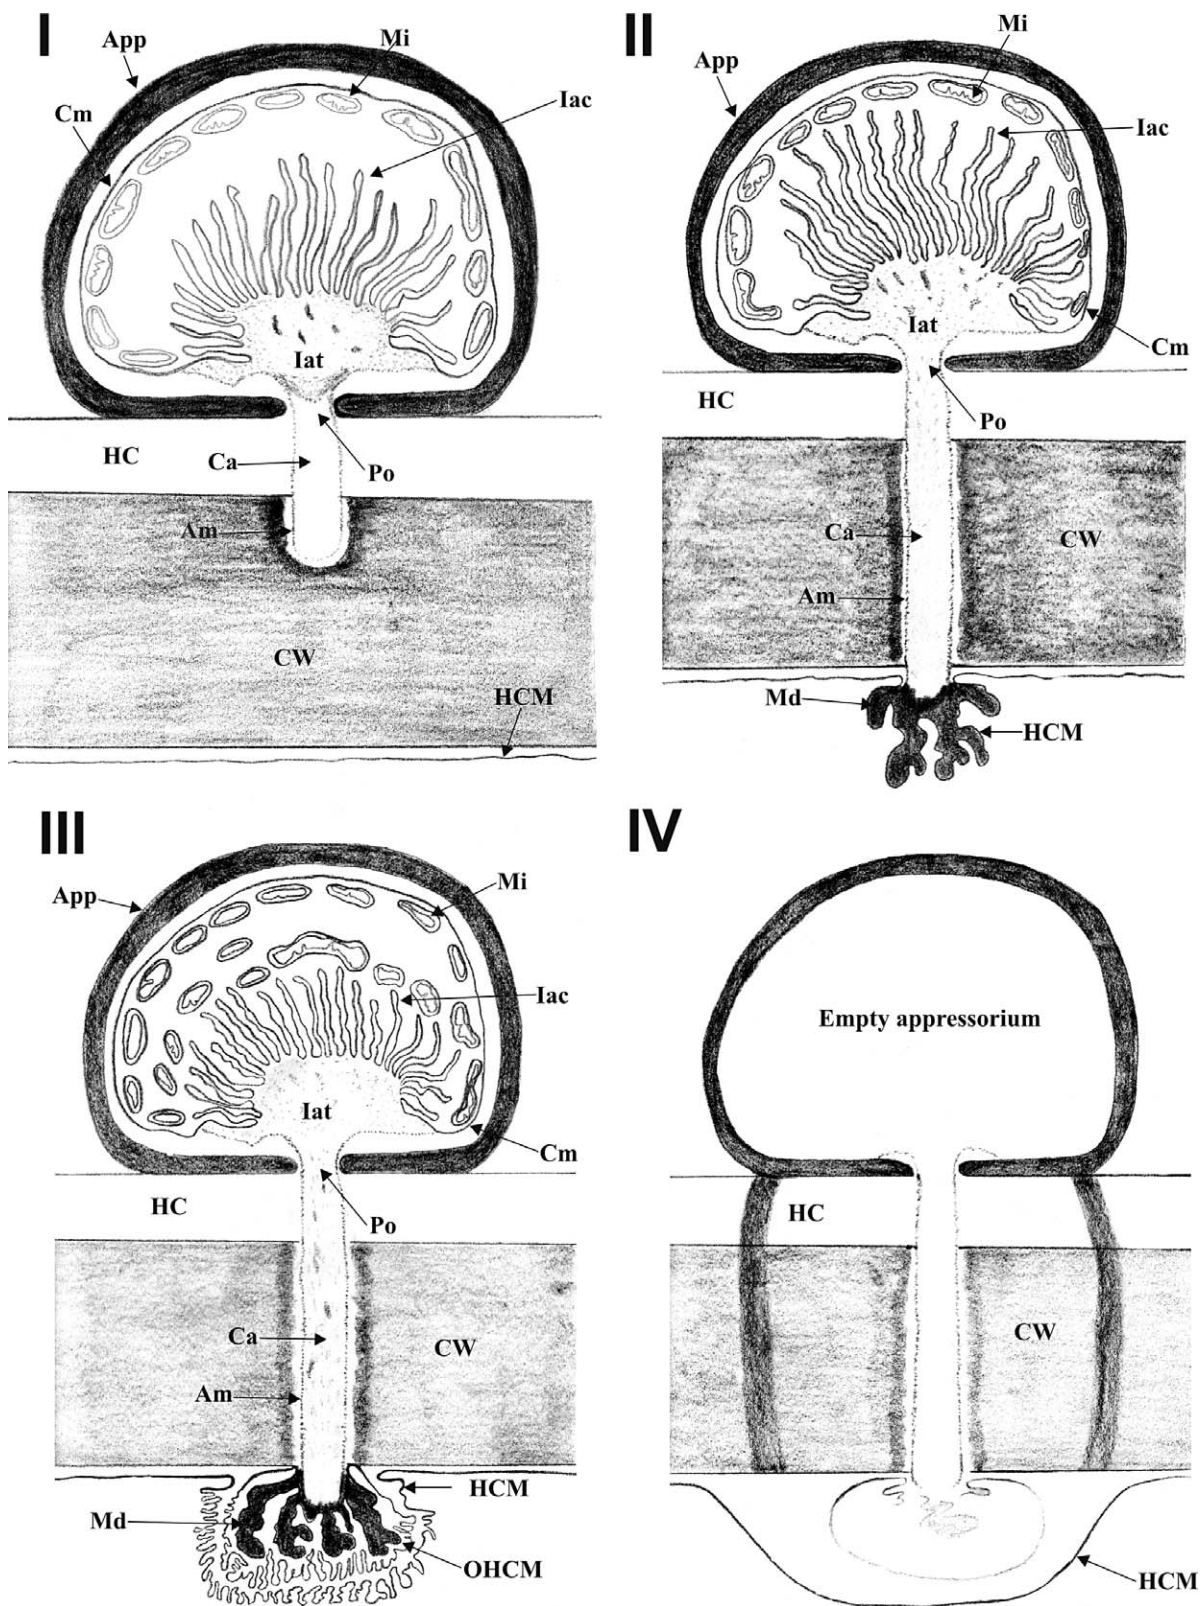 I
App
Mi
Cm
Iac
Iat
HC
Ca
Po
Am
CW
HCM
II
Mi
App
Iac
Iat
Cm
HC
Po
Ca
CW
Am
Md
HCM
III
Mi
App
Iac
Iat
Cm
HC
Po
Ca
CW
Am
HCM
Md
OHCM
IV
Empty appressorium
HC
CW
HCM